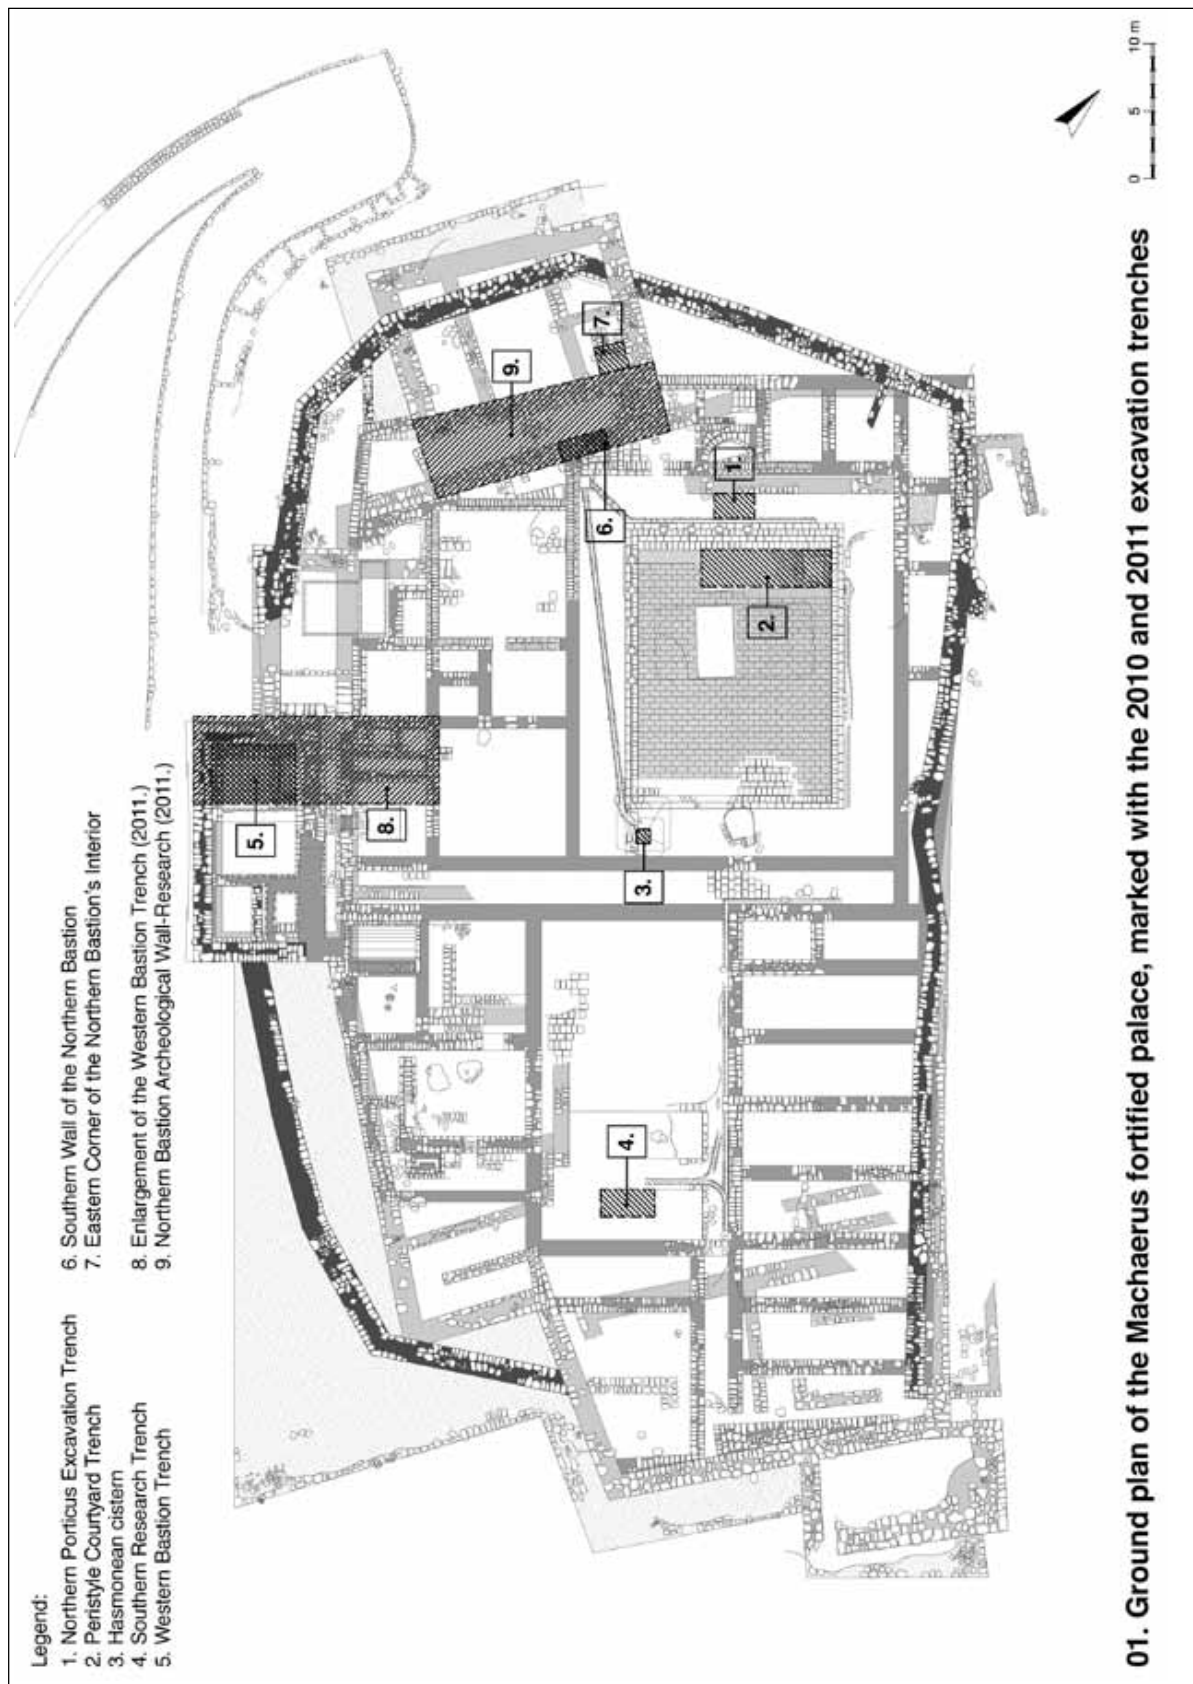 Legend:
1. Northern Porticus Excavation Trench
2. Peristyle Courtyard Trench
3. Hasmonean cistern
4. Southern Research Trench
5. Western Bastion Trench
6. Southern Wall of the Northern Bastion
7. Eastern Corner of the Northern Bastion's Interior
8. Enlargement of the Western Bastion Trench (2011.)
9. Northern Bastion Archeological Wall-Research (2011.)
5.
8.
9.
7.
6.
1.
2.
3.
4.
0 5 10 m
01. Ground plan of the Machaerus fortified palace, marked with the 2010 and 2011 excavation trenches